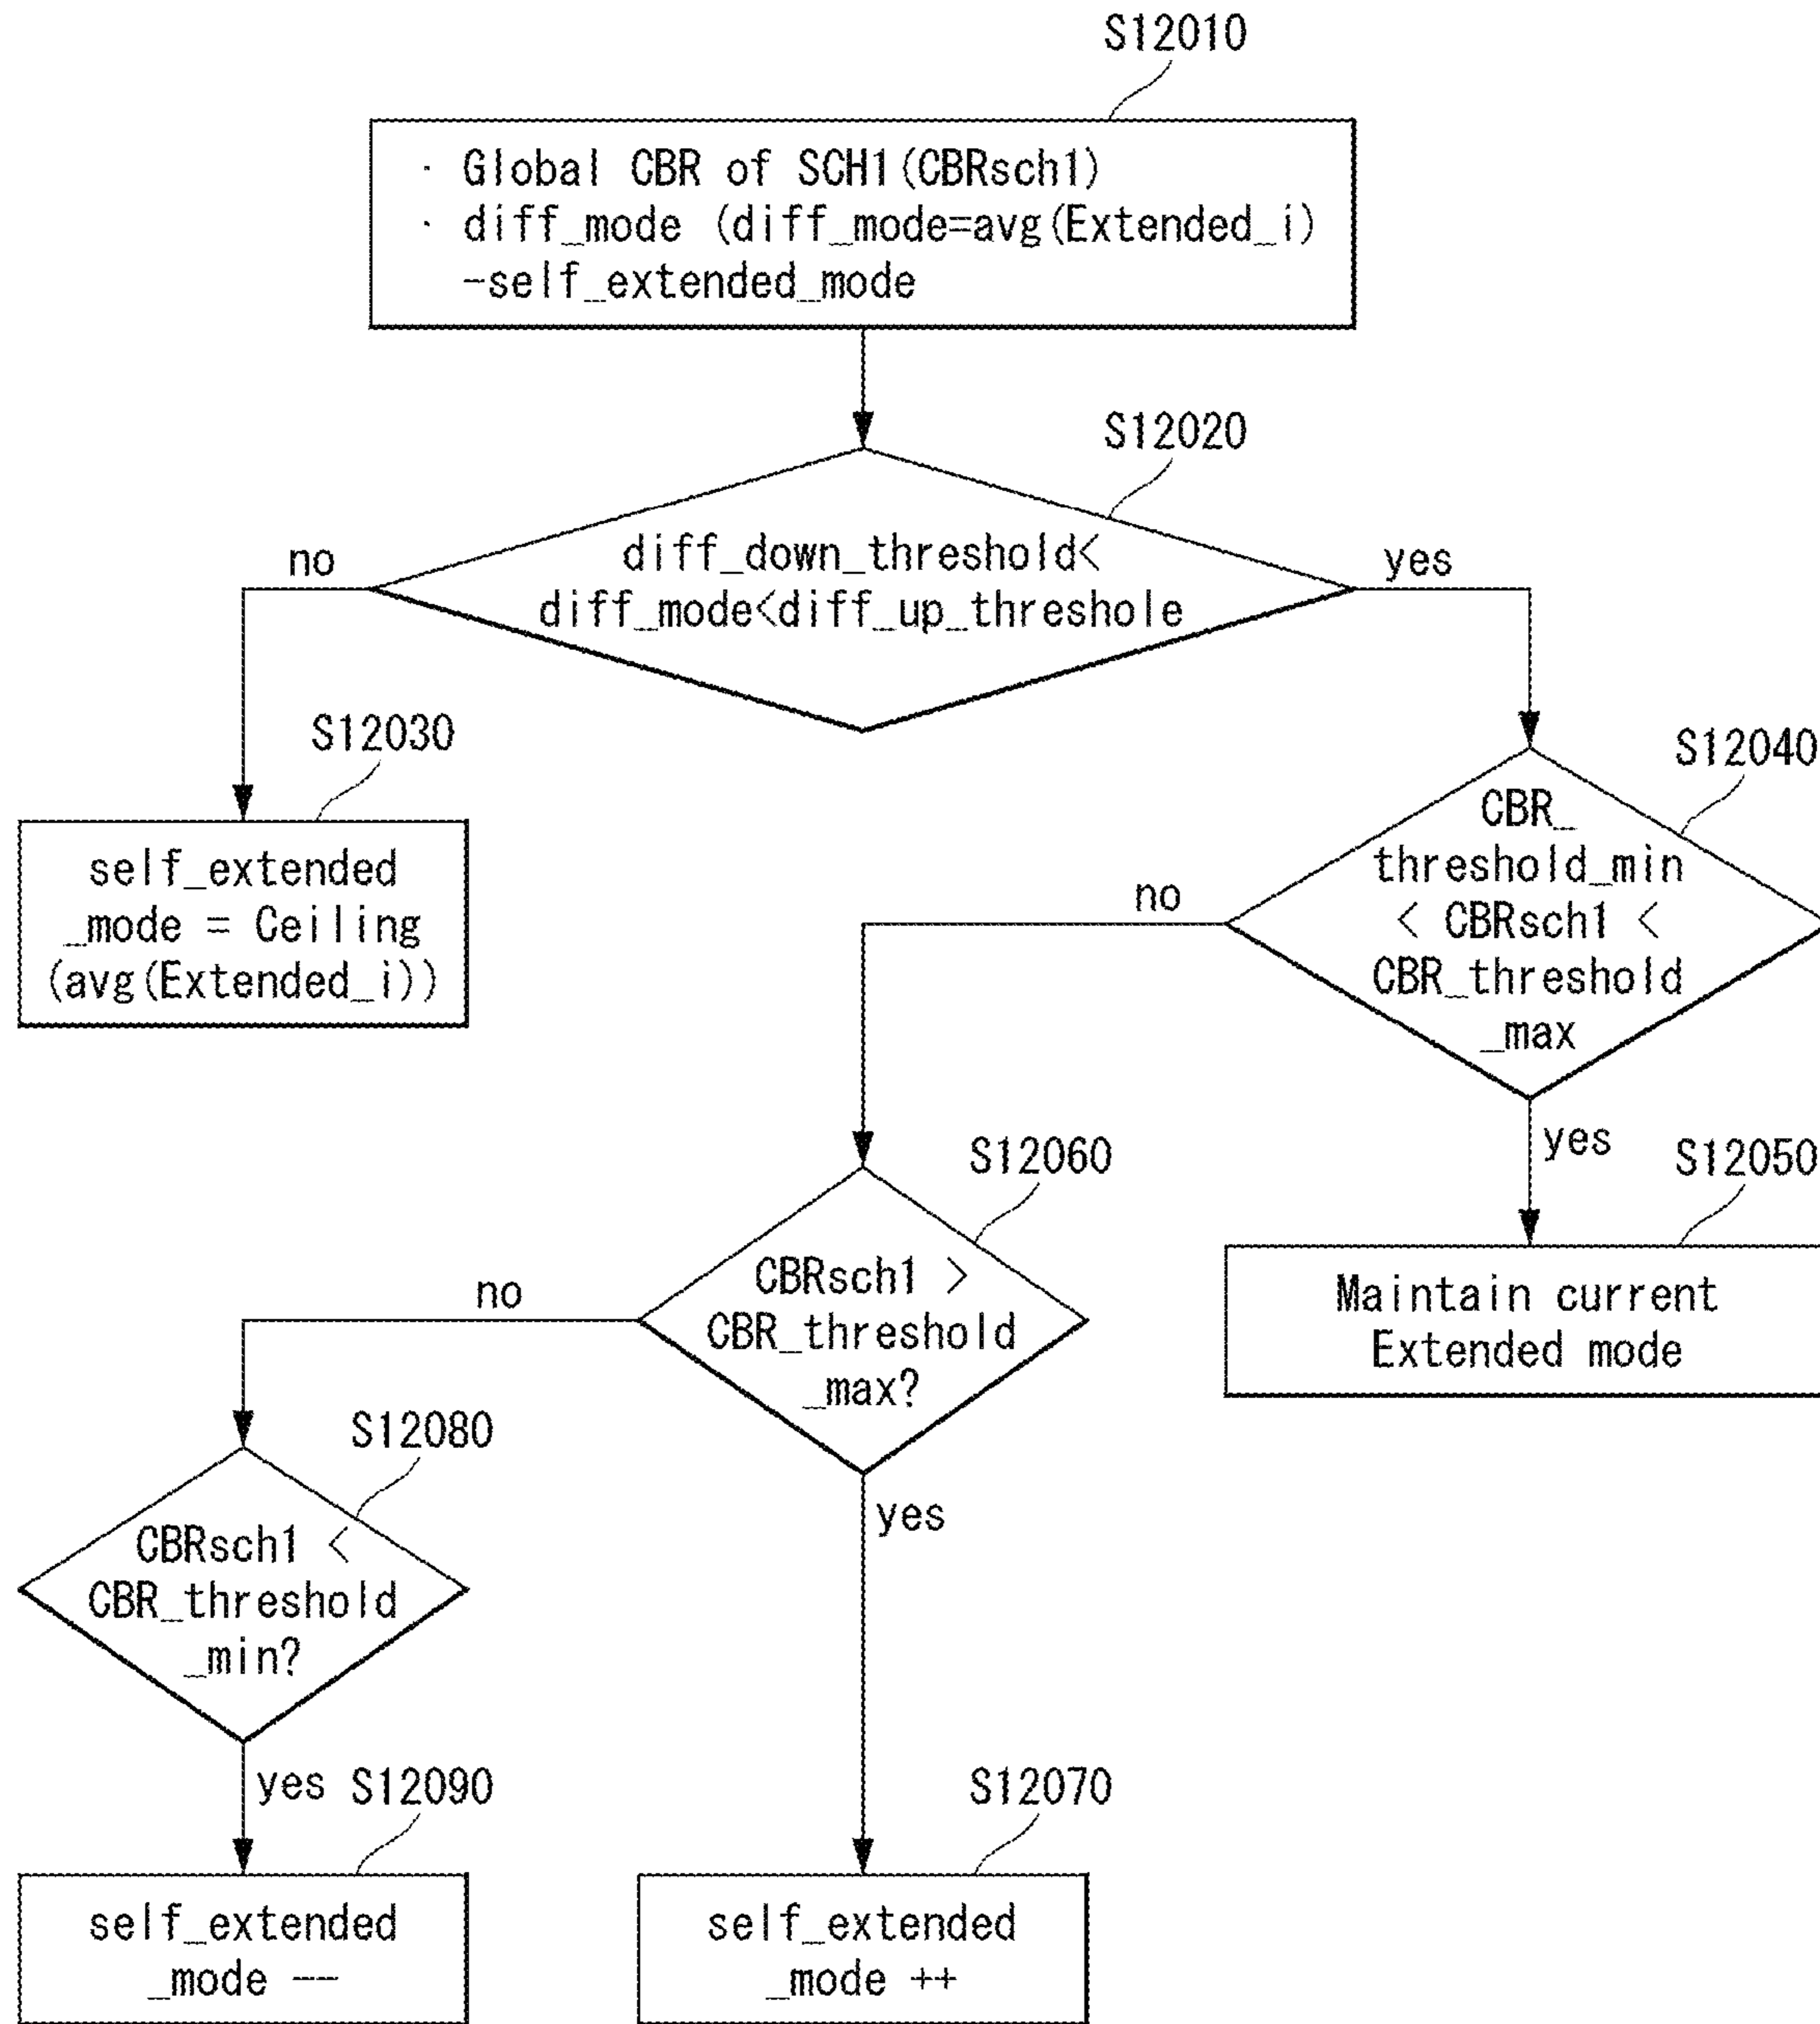 S12010
· Global CBR of SCH1(CBRsch1)
· diff_mode (diff_mode=avg(Extended_i)
-self_extended_mode
S12020
diff_down_threshold<
diff_mode<diff_up_threshole
no
yes
S12030
self_extended
_mode = Ceiling
(avg(Extended_i))
S12040
CBR_
threshold_min
< CBRsch1 <
CBR_threshold
_max
no
yes
S12050
Maintain current
Extended mode
S12060
CBRsch1 >
CBR_threshold
_max?
no
yes
S12080
CBRsch1 <
CBR_threshold
_min?
yes
S12090
self_extended
_mode --
S12070
self_extended
_mode ++